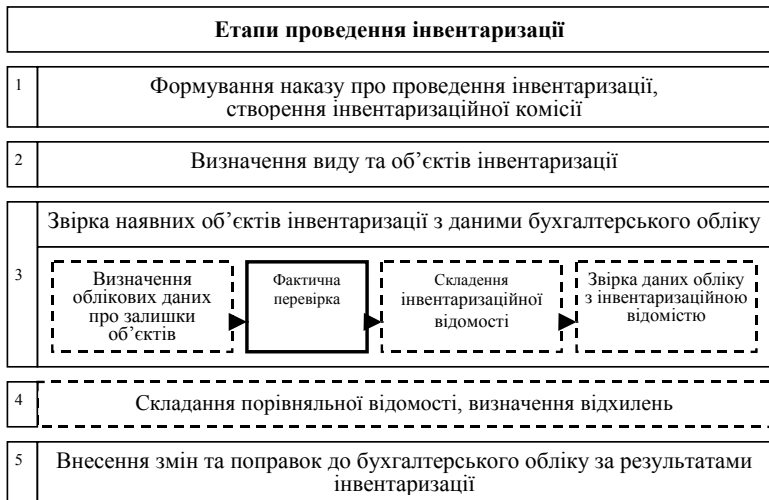 Етапи проведення інвентаризації
1
Формування наказу про проведення інвентаризації,
створення інвентаризаційної комісії
2
Визначення виду та об’єктів інвентаризації
3
Звірка наявних об’єктів інвентаризації з даними бухгалтерського обліку
Визначення
облікових даних
про залишки
об’єктів
Фактична
перевірка
Складення
інвентаризаційної
відомості
Звірка даних обліку
з інвентаризаційною
відомістю
4
Складання порівняльної відомості, визначення відхилень
5
Внесення змін та поправок до бухгалтерського обліку за результатами
інвентаризації